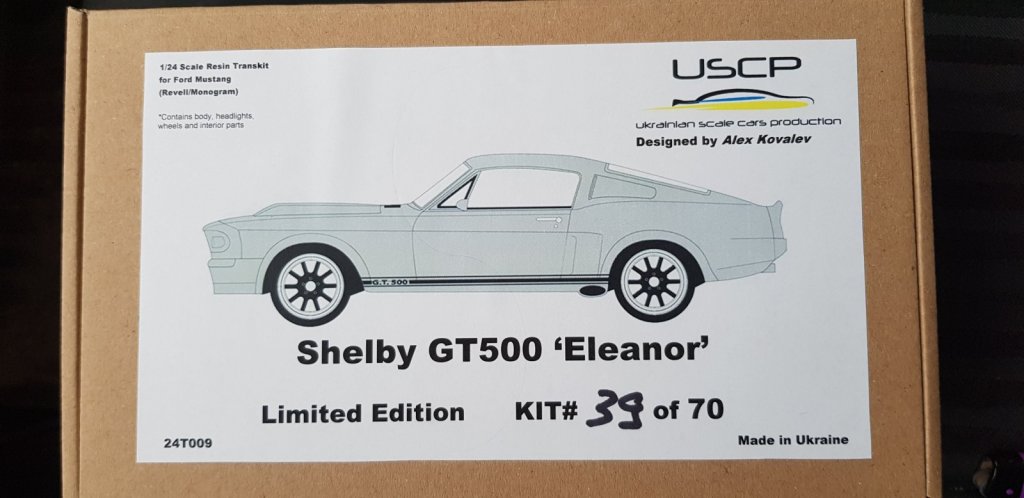 1/24 Scale Resin Transkit
for Ford Mustang
(Revell/Monogram)
*Contains body, headlights,
wheels and interior parts
USCP
ukrainian scale cars production
Designed by Alex Kovalev
G.T. 500
Shelby GT500 ‘Eleanor’
Limited Edition KIT# 39 of 70
24T009
Made in Ukraine